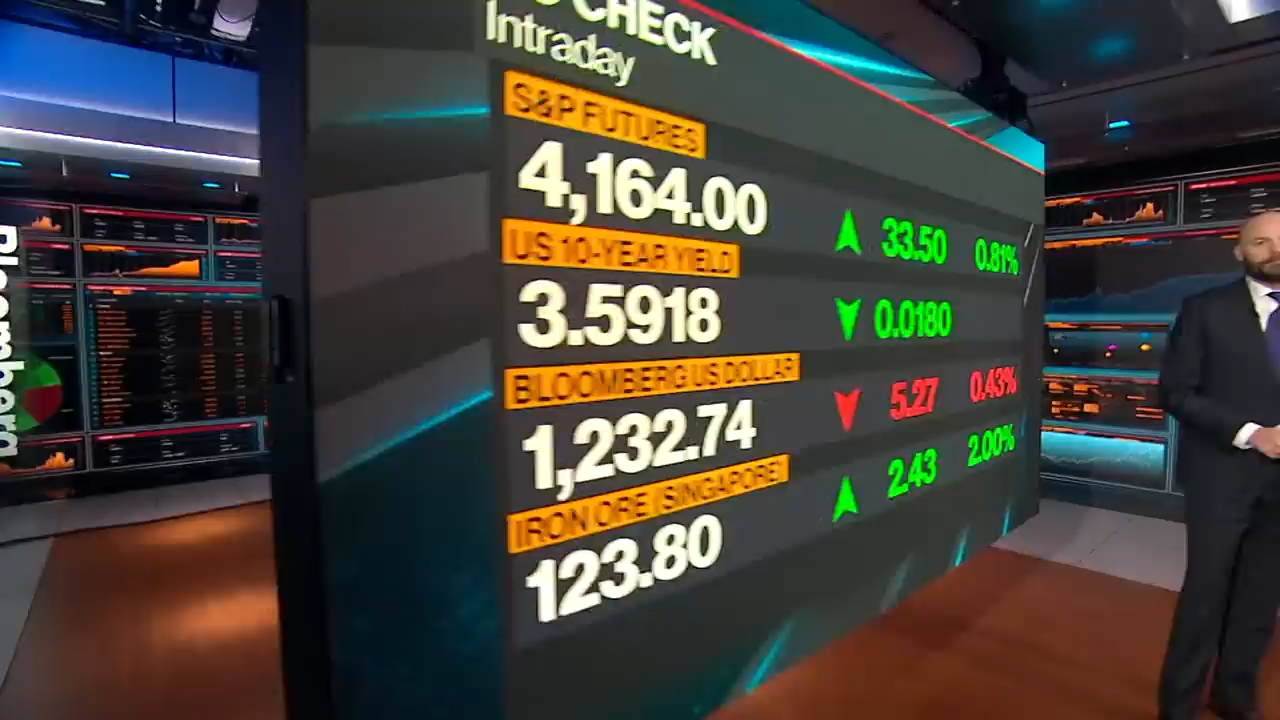 CHECK
Intraday
S&P FUTURES
4,164.00 33.50 0.81%
US 10-YEAR YIELD
3.5918 0.0180
BLOOMBERG US DOLLAR
1,232.74 5.27 0.43%
IRON ORE (SINGAPORE)
123.80 2.43 2.00%
Bloomberg